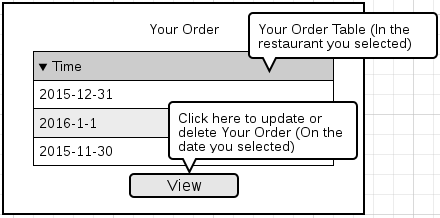 Your Order
Your Order Table (In the
restaurant you selected)
▼ Time
2015-12-31
2016-1-1
2015-11-30
Click here to update or
delete Your Order (On the
date you selected)
View